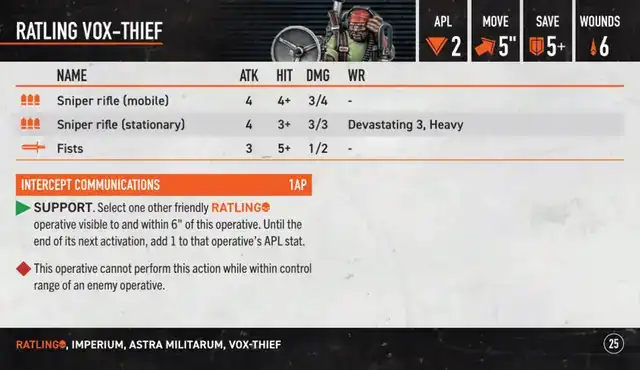 RATLING VOX-THIEF
APL MOVE SAVE WOUNDS
2 5" 5+ 6
NAME ATK HIT DMG WR
Sniper rifle (mobile) 4 4+ 3/4 -
Sniper rifle (stationary) 4 3+ 3/3 Devastating 3, Heavy
Fists 3 5+ 1/2 -
INTERCEPT COMMUNICATIONS 1AP
SUPPORT. Select one other friendly RATLING
operative visible to and within 6" of this operative. Until the
end of its next activation, add 1 to that operative's APL stat.
This operative cannot perform this action while within control
range of an enemy operative.
RATLING, IMPERIUM, ASTRA MILITARUM, VOX-THIEF
25